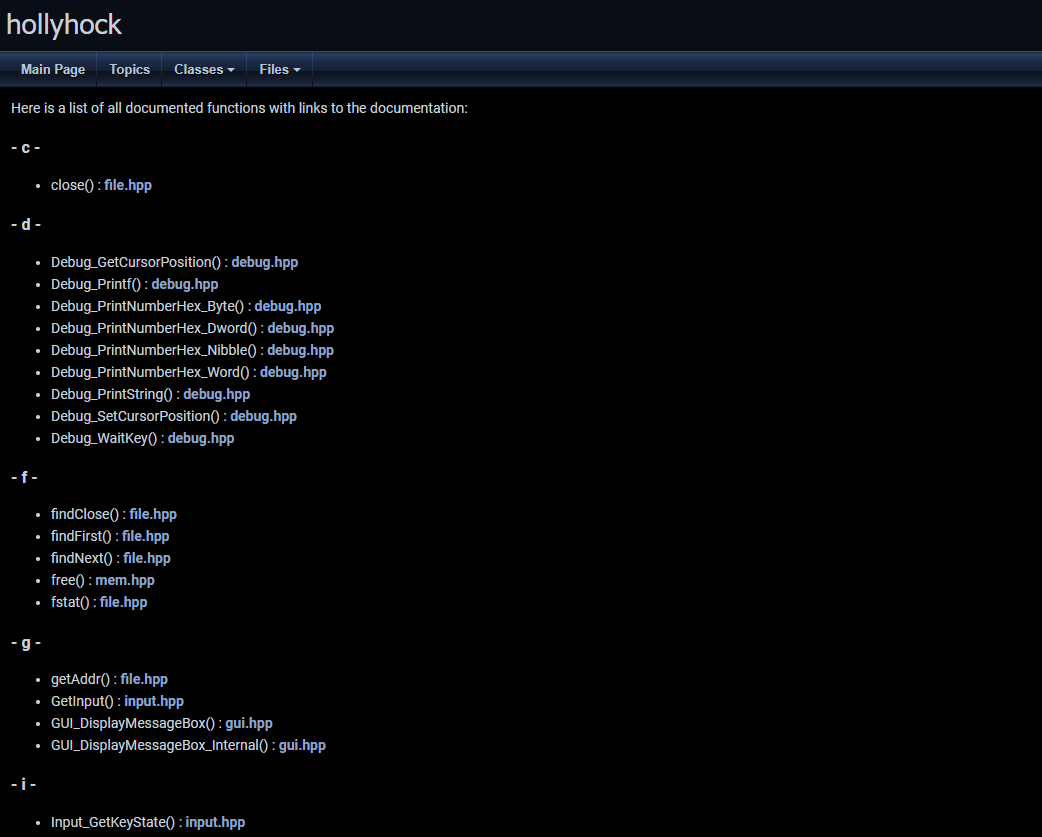 hollyhock
Main Page Topics Classes Files
Here is a list of all documented functions with links to the documentation:
- c -
• close() : file.hpp
- d -
• Debug_GetCursorPosition() : debug.hpp
• Debug_Printf() : debug.hpp
• Debug_PrintNumberHex_Byte() : debug.hpp
• Debug_PrintNumberHex_Dword() : debug.hpp
• Debug_PrintNumberHex_Nibble() : debug.hpp
• Debug_PrintNumberHex_Word() : debug.hpp
• Debug_PrintString() : debug.hpp
• Debug_SetCursorPosition() : debug.hpp
• Debug_WaitKey() : debug.hpp
- f -
• findClose() : file.hpp
• findFirst() : file.hpp
• findNext() : file.hpp
• free() : mem.hpp
• fstat() : file.hpp
- g -
• getAddr() : file.hpp
• GetInput() : input.hpp
• GUI_DisplayMessageBox() : gui.hpp
• GUI_DisplayMessageBox_Internal() : gui.hpp
- i -
• Input_GetKeyState() : input.hpp